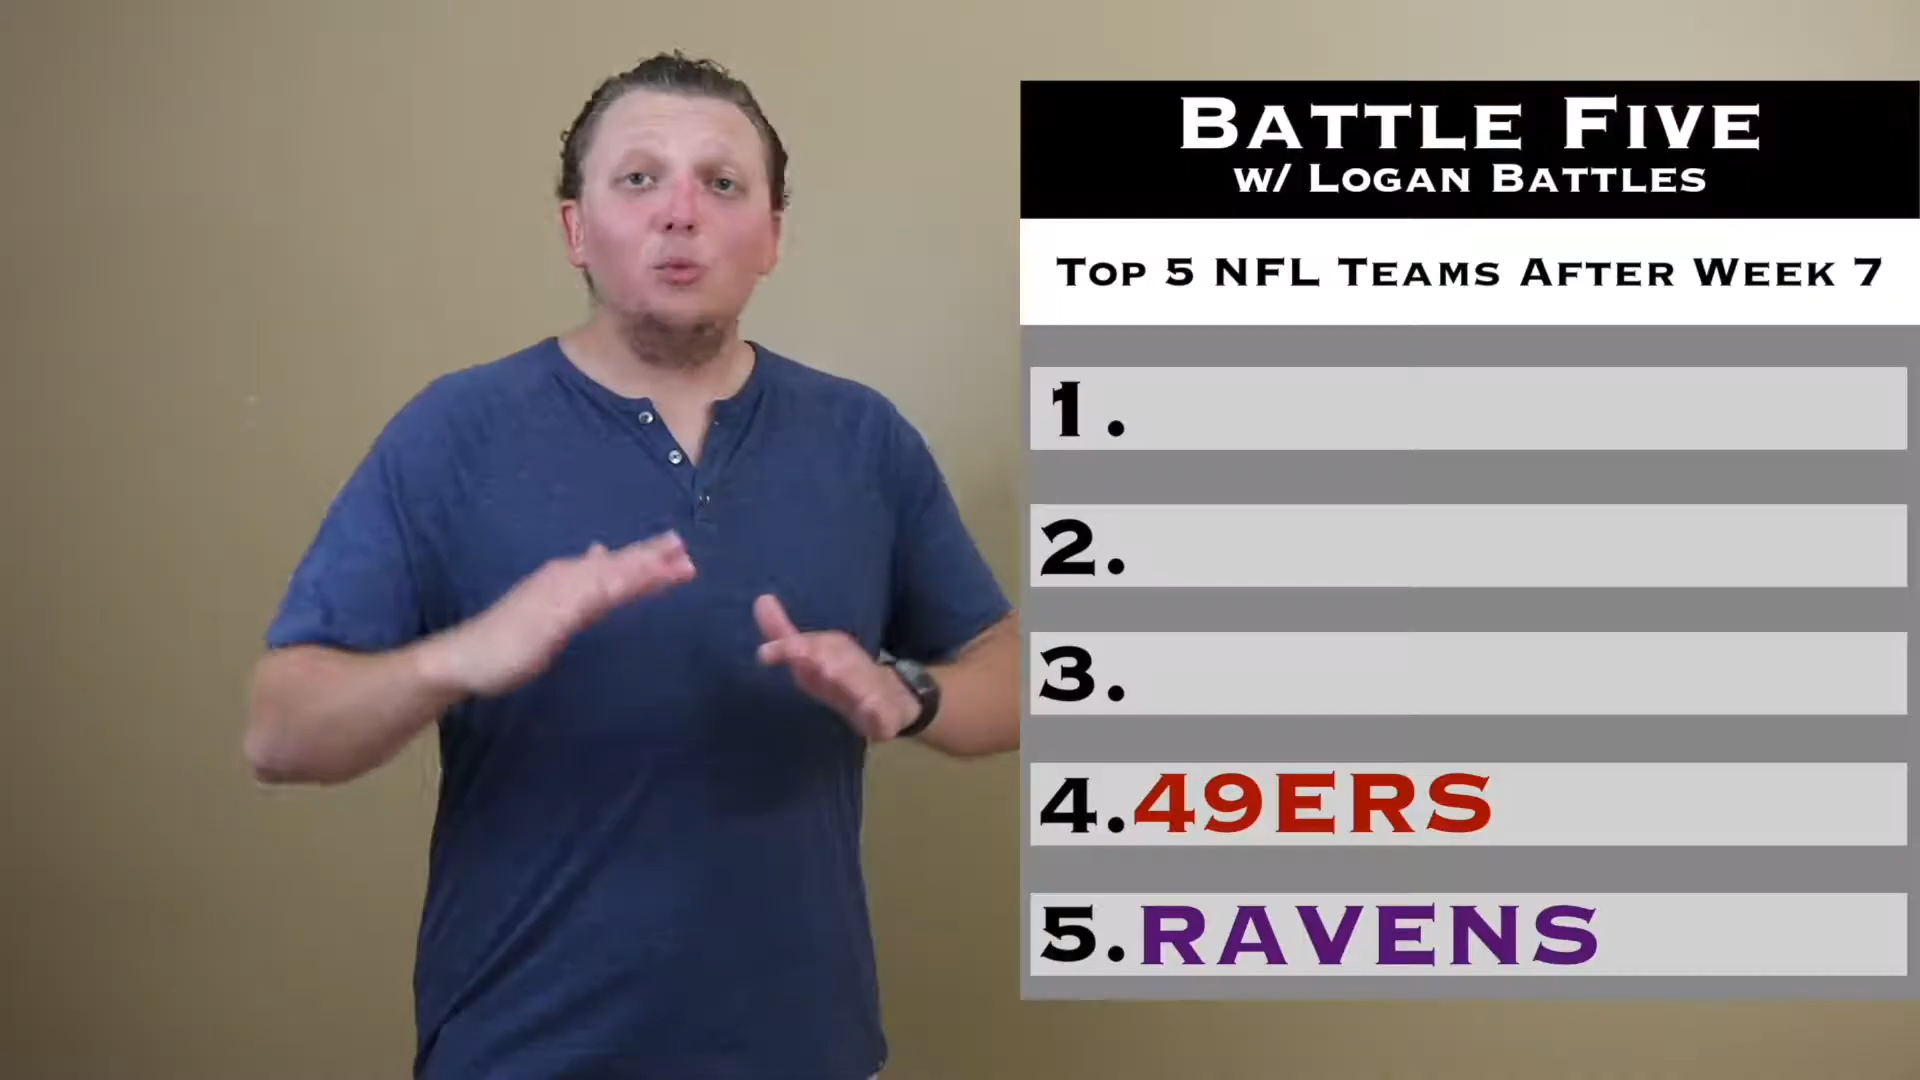 BATTLE FIVE
W/ LOGAN BATTLES
TOP 5 NFL TEAMS AFTER WEEK 7
1.
2.
3.
4. 49ERS
5. RAVENS